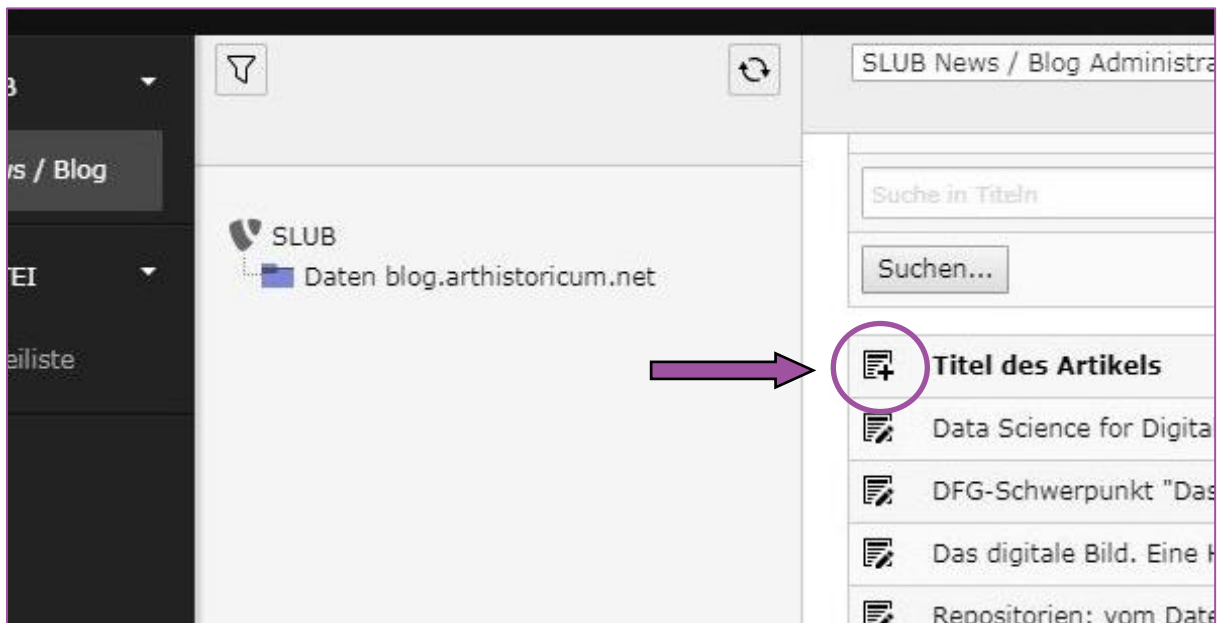 B
vs / Blog
TEI
eiliste
SLUB
Daten blog.arthistoricum.net
SLUB News / Blog Administra
Suche in Titeln
Suchen...
Titel des Artikels
Data Science for Digita
DFG-Schwerpunkt "Das
Das digitale Bild. Eine H
Repositorien: vom Date